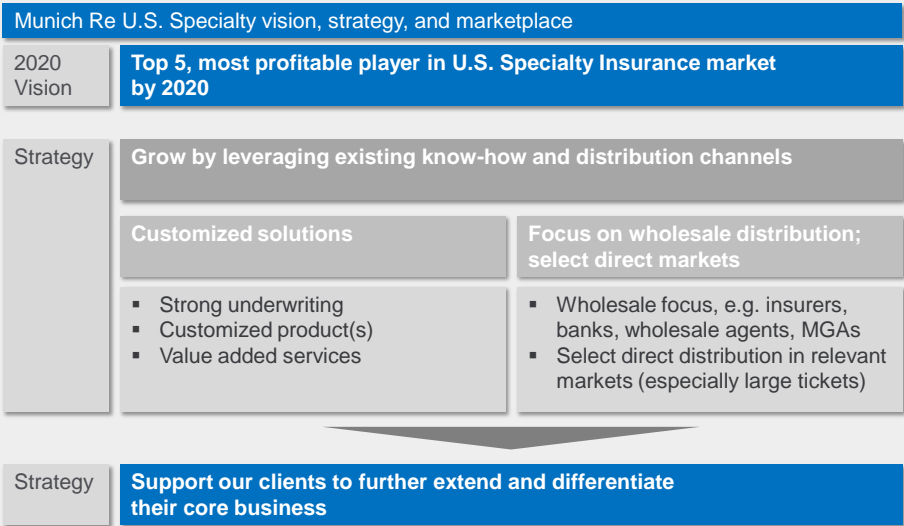 Munich Re U.S. Specialty vision, strategy, and marketplace
2020
Vision
Top 5, most profitable player in U.S. Specialty Insurance market
by 2020
Strategy
Grow by leveraging existing know-how and distribution channels
Customized solutions
▪ Strong underwriting
▪ Customized product(s)
▪ Value added services
Focus on wholesale distribution;
select direct markets
▪ Wholesale focus, e.g. insurers,
banks, wholesale agents, MGAs
▪ Select direct distribution in relevant
markets (especially large tickets)
Strategy
Support our clients to further extend and differentiate
their core business